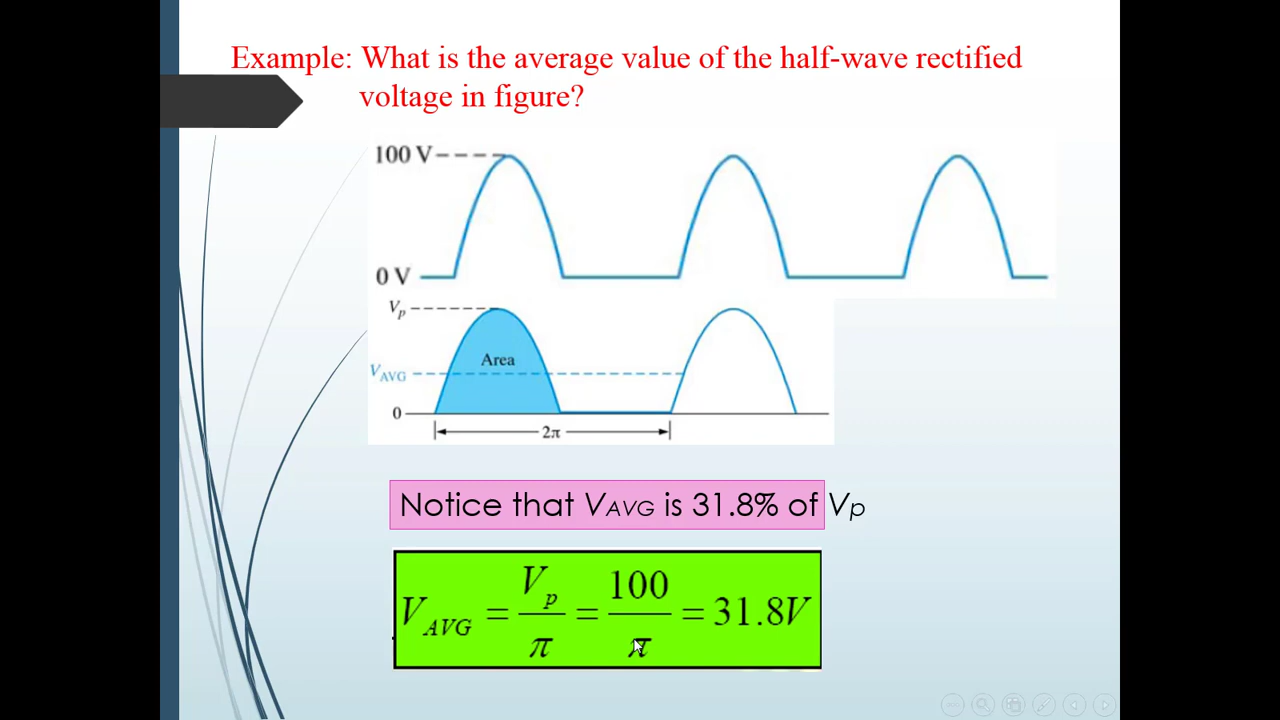 Example: What is the average value of the half-wave rectified
voltage in figure?
100 V
0 V
Vp
Area
VAVG
0
2π
Notice that VAVG is 31.8% of Vp
VAVG = Vp/π = 100/π = 31.8V